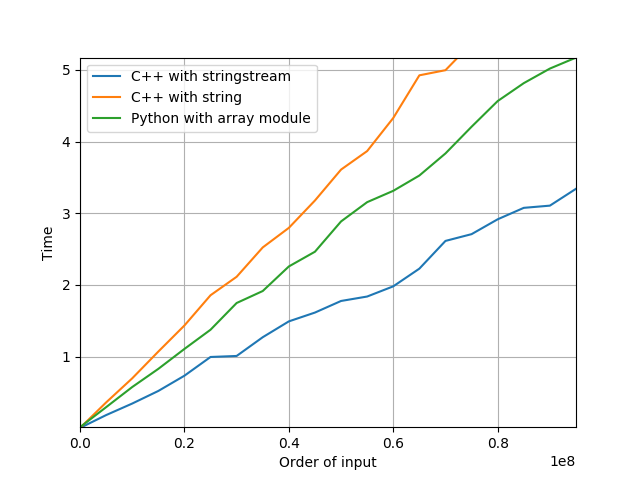 5
4
3
2
1
Time
C++ with stringstream
C++ with string
Python with array module
0.0 0.2 0.4 0.6 0.8
1e8
Order of input